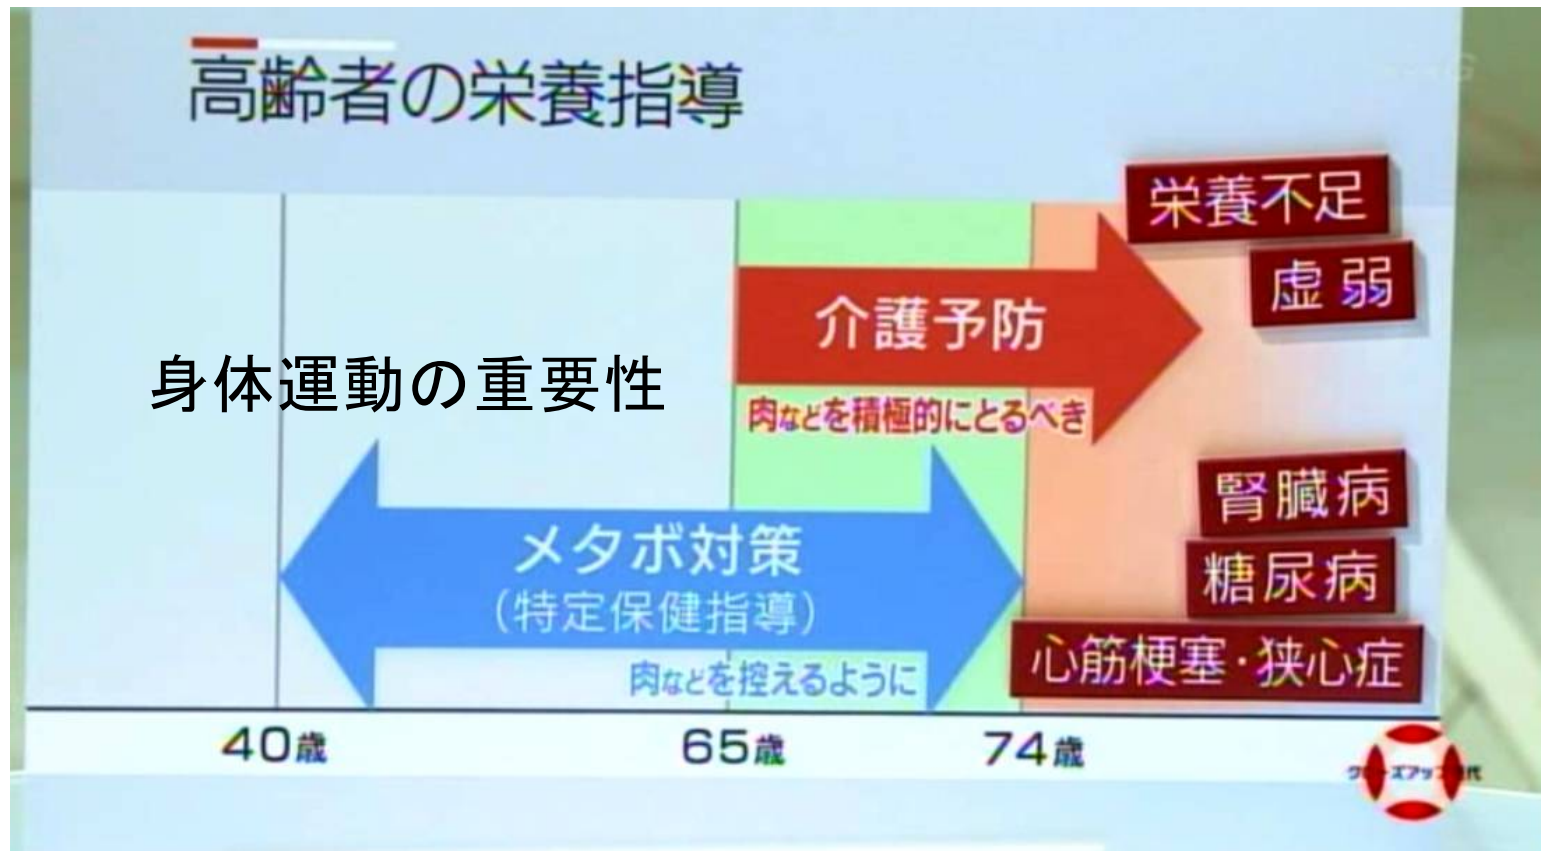 高齢者の栄養指導
栄養不足
虚弱
介護予防
肉などを積極的にとるべき
身体運動の重要性
腎臓病
糖尿病
心筋梗塞・狭心症
メタボ対策
（特定保健指導）
肉などを控えるように
40歳
65歳
74歳